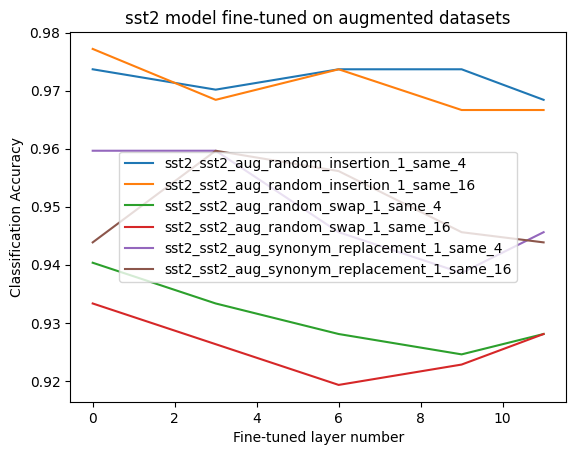 sst2 model fine-tuned on augmented datasets
0.98
0.97
0.96
0.95
0.94
0.93
0.92
Classification Accuracy
sst2_sst2_aug_random_insertion_1_same_4
sst2_sst2_aug_random_insertion_1_same_16
sst2_sst2_aug_random_swap_1_same_4
sst2_sst2_aug_random_swap_1_same_16
sst2_sst2_aug_synonym_replacement_1_same_4
sst2_sst2_aug_synonym_replacement_1_same_16
0 2 4 6 8 10
Fine-tuned layer number